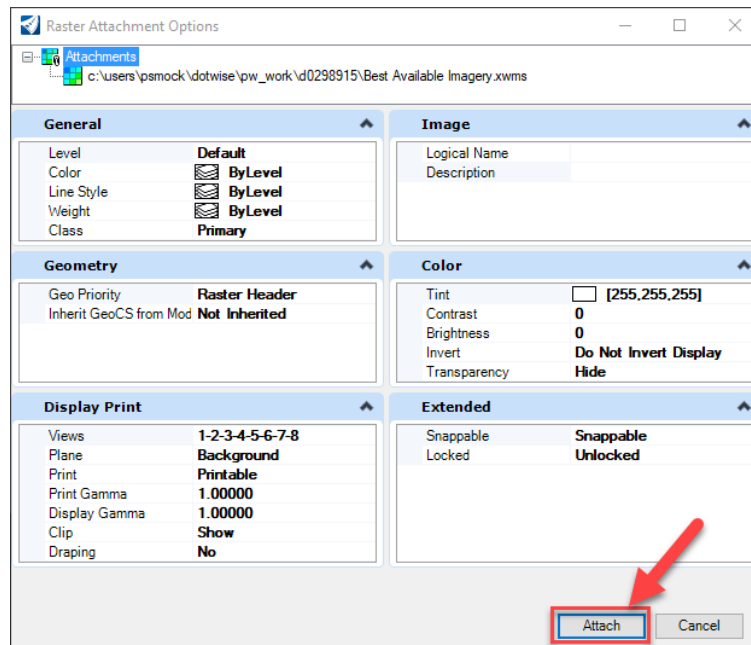 Raster Attachment Options
Attachments
c:\users\psmock\dotwise\pw_work\d0298915\Best Available Imagery.xwms
General
Level Default
Color ByLevel
Line Style ByLevel
Weight ByLevel
Class Primary
Image
Logical Name
Description
Geometry
Geo Priority Raster Header
Inherit GeoCS from Mod Not Inherited
Color
Tint [255,255,255]
Contrast 0
Brightness 0
Invert Do Not Invert Display
Transparency Hide
Display Print
Views 1-2-3-4-5-6-7-8
Plane Background
Print Printable
Print Gamma 1.00000
Display Gamma 1.00000
Clip Show
Draping No
Extended
Snappable Snappable
Locked Unlocked
Attach Cancel